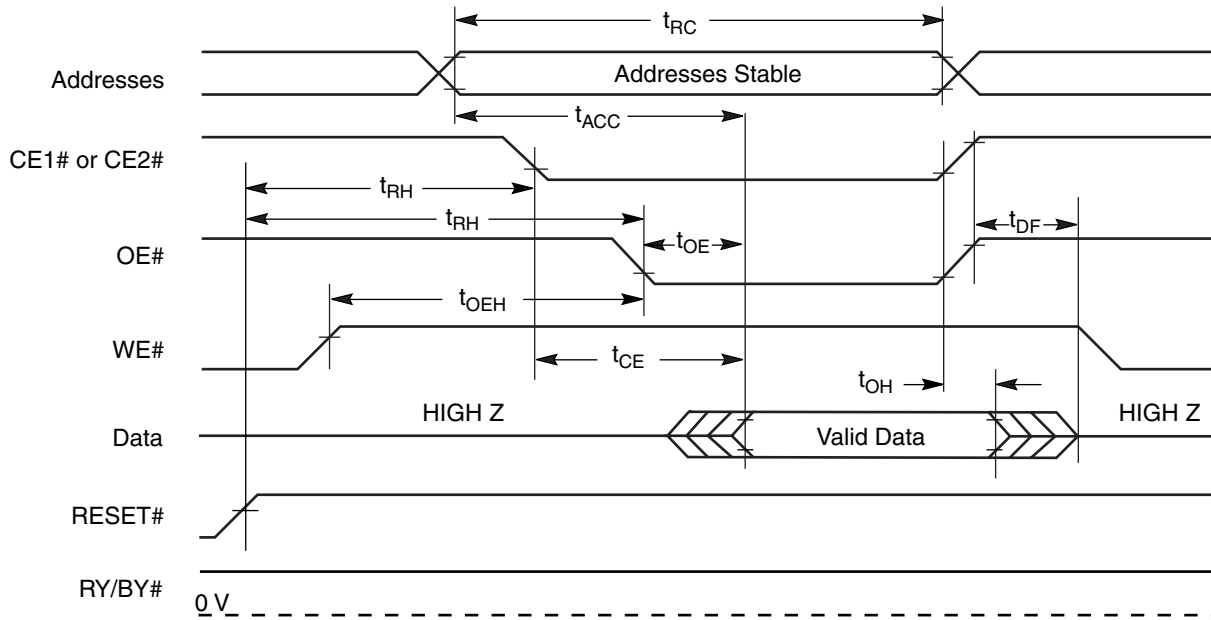 tRC
Addresses
Addresses Stable
tACC
CE1# or CE2#
tRH
tRH
OE#
tOE
tDF
tOEH
WE#
tCE
tOH
HIGH Z
HIGH Z
Data
Valid Data
RESET#
RY/BY#
0 V